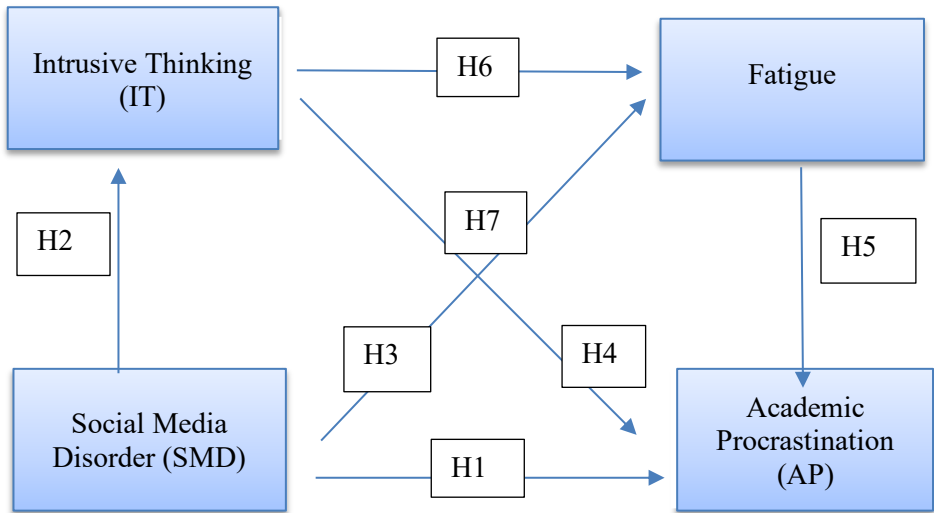 Intrusive Thinking
(IT)
H6
Fatigue
H2
H7
H5
H3
H4
Social Media
Disorder (SMD)
H1
Academic
Procrastination
(AP)